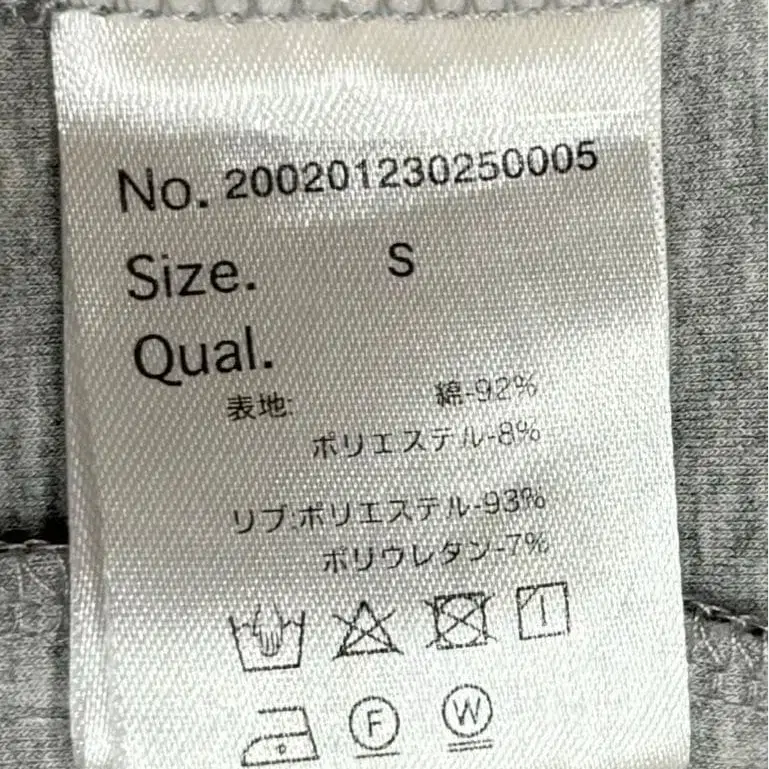 No. 200201230250005
Size. S
Qual.
表地: 綿-92%
ポリエステル-8%
リブ:ポリエステル-93%
ポリウレタン-7%
F W